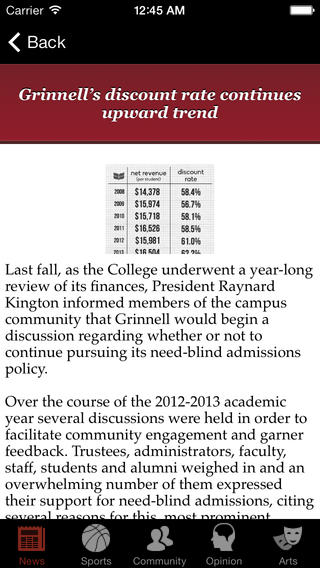 Carrier 12:45 AM
Back
Grinnell’s discount rate continues
upward trend
net revenue discount
(per student) rate
2008 $14,378 58.4%
2009 $15,974 56.7%
2010 $15,718 58.1%
2011 $16,526 58.5%
2012 $15,981 61.0%
2013 $16,504 62.2%
Last fall, as the College underwent a year-long
review of its finances, President Raynard
Kington informed members of the campus
community that Grinnell would begin a
discussion regarding whether or not to
continue pursuing its need-blind admissions
policy.
Over the course of the 2012-2013 academic
year several discussions were held in order to
facilitate community engagement and garner
feedback. Trustees, administrators, faculty,
staff, students and alumni weighed in and an
overwhelming number of them expressed
their support for need-blind admissions, citing
several reasons for this, most prominent
News Sports Community Opinion Arts